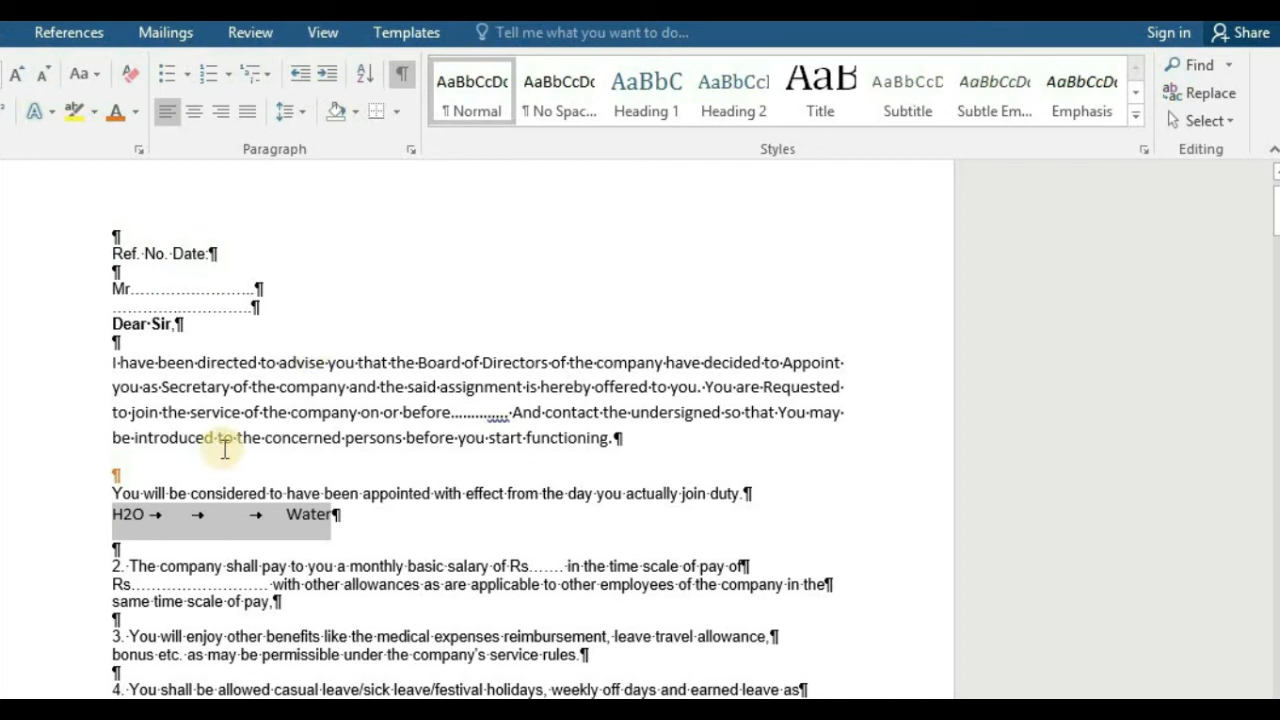 References Mailings Review View Templates Tell me what you want to do... Sign in Share
Aa A
AaBbCcDc AaBbCcDc AaBbC AaBbCcI AaB AaBbCcD AaBbCcDc AaBbCcDc
¶ Normal ¶ No Spac... Heading 1 Heading 2 Title Subtitle Subtle Em... Emphasis
Find
Replace
Select
Paragraph Styles Editing
¶
Ref. No. Date:¶
¶
Mr........................¶
...........................¶
Dear Sir,¶
¶
I have been directed to advise you that the Board of Directors of the company have decided to Appoint
you as Secretary of the company and the said assignment is hereby offered to you. You are Requested
to join the service of the company on or before.............. And contact the undersigned so that You may
be introduced to the concerned persons before you start functioning.¶
¶
You will be considered to have been appointed with effect from the day you actually join duty.¶
H2O → → → Water¶
¶
2. The company shall pay to you a monthly basic salary of Rs....... in the time scale of pay of¶
Rs.......................... with other allowances as are applicable to other employees of the company in the¶
same time scale of pay,¶
¶
3. You will enjoy other benefits like the medical expenses reimbursement, leave travel allowance,¶
bonus etc. as may be permissible under the company's service rules.¶
¶
4. You shall be allowed casual leave/sick leave/festival holidays, weekly off days and earned leave as¶